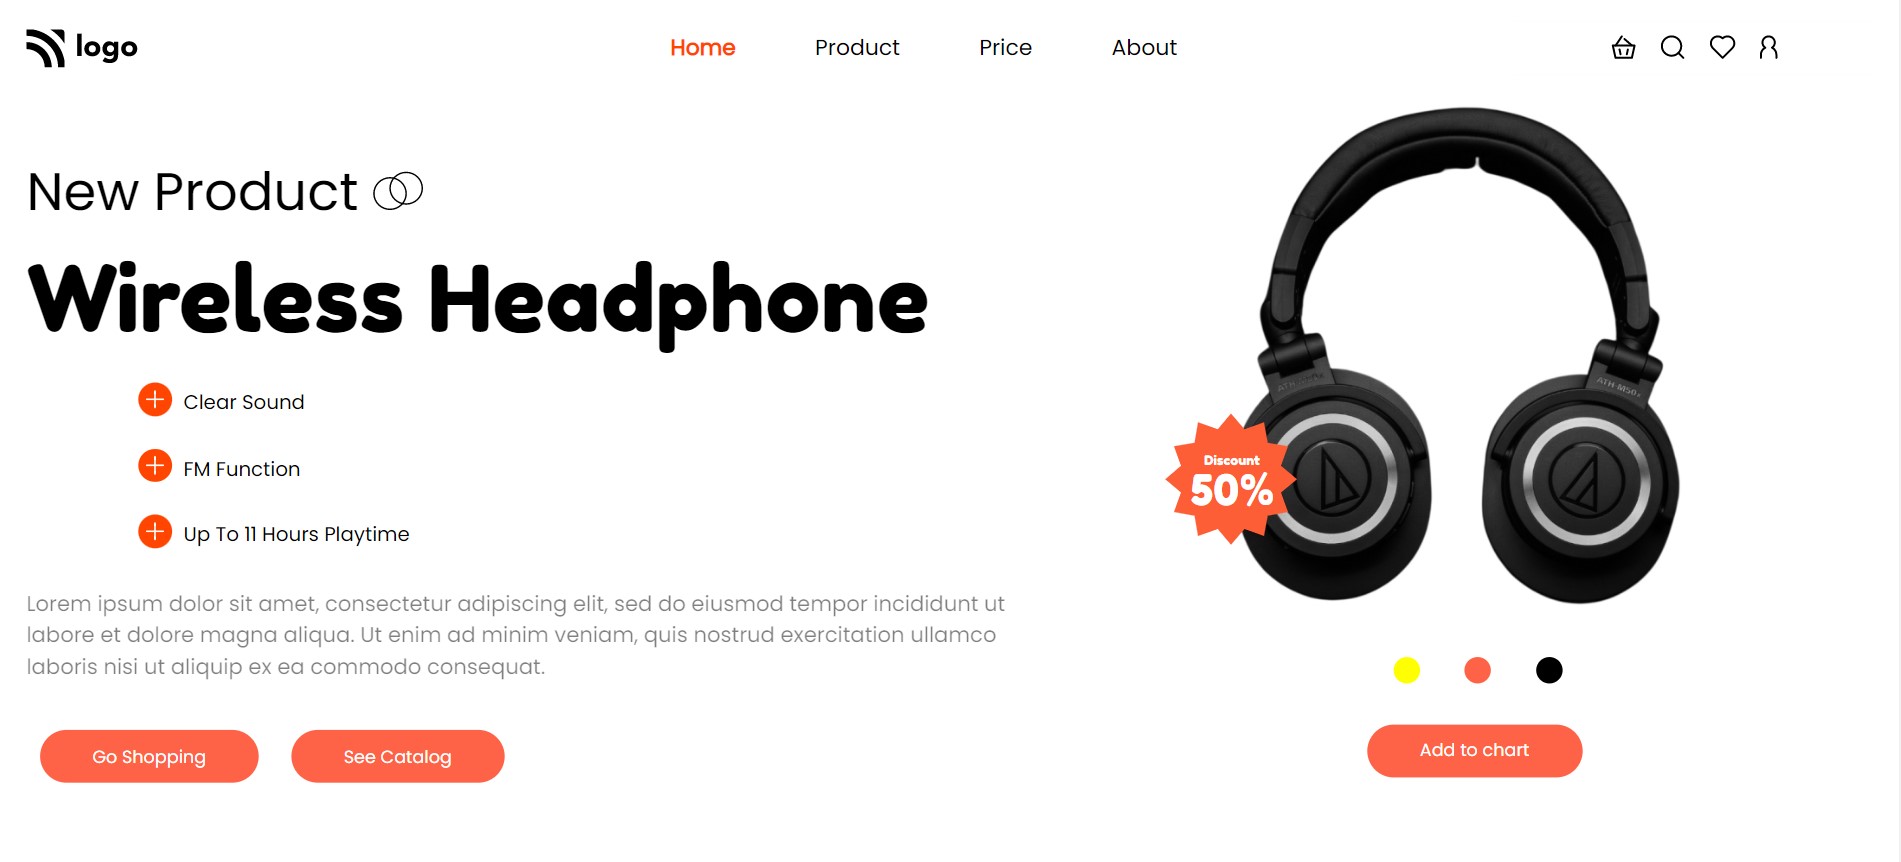 logo
Home
Product
Price
About
New Product
Wireless Headphone
Clear Sound
FM Function
Up To 11 Hours Playtime
Lorem ipsum dolor sit amet, consectetur adipiscing elit, sed do eiusmod tempor incididunt ut
labore et dolore magna aliqua. Ut enim ad minim veniam, quis nostrud exercitation ullamco
laboris nisi ut aliquip ex ea commodo consequat.
Go Shopping
See Catalog
ATH-M50x
Discount
50%
Add to chart